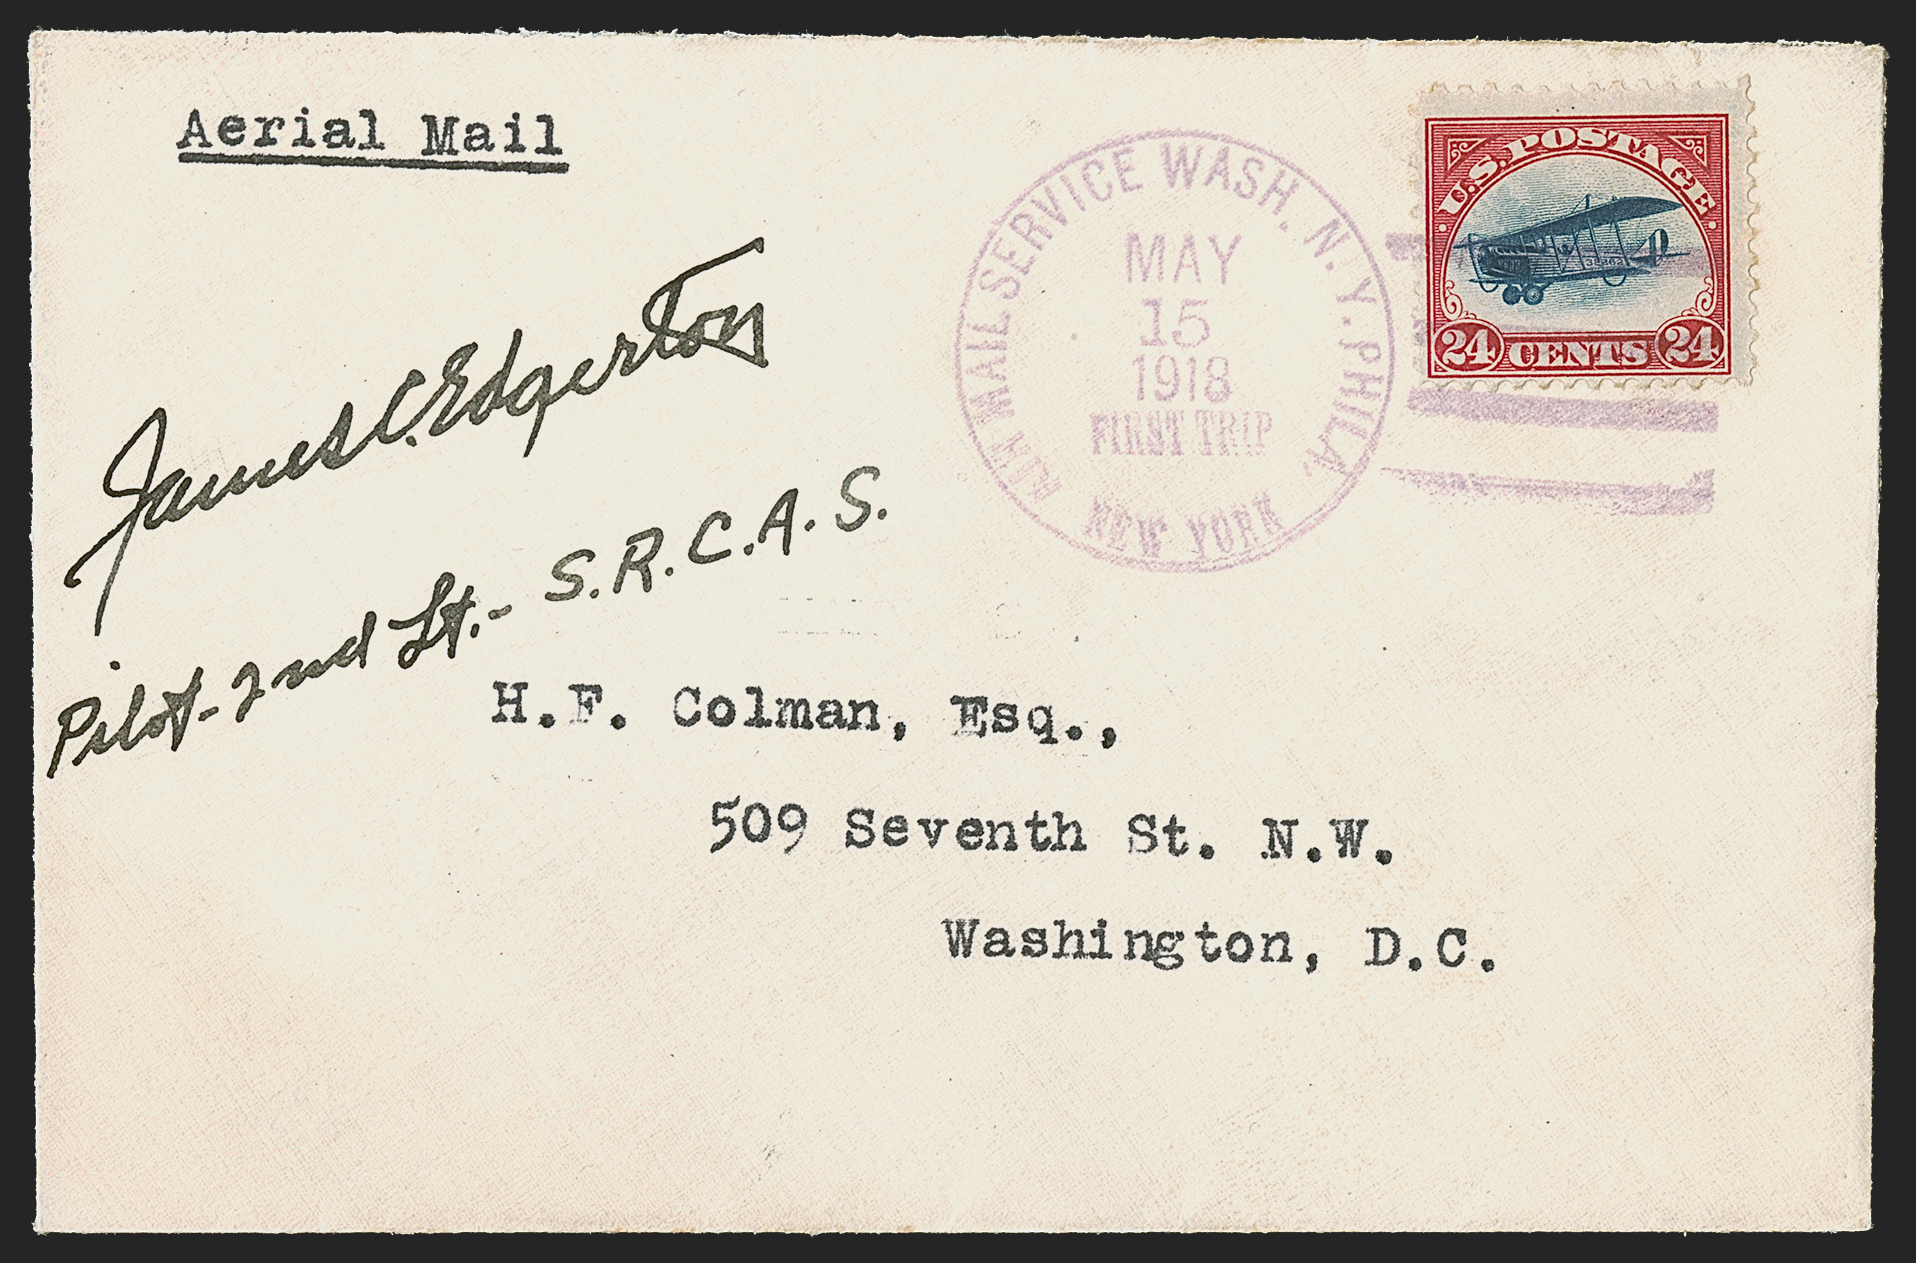 Aerial Mail
AIR MAIL SERVICE WASH. N.Y. PHILA.
MAY
15
1918
FIRST TRIP
NEW YORK
U.S. POSTAGE
38262
24 CENTS 24
James C. Edgerton
Pilot - 2nd Lt. - S.R.C.A.S.
H.F. Colman, Esq.,
509 Seventh St. N.W.
Washington, D.C.